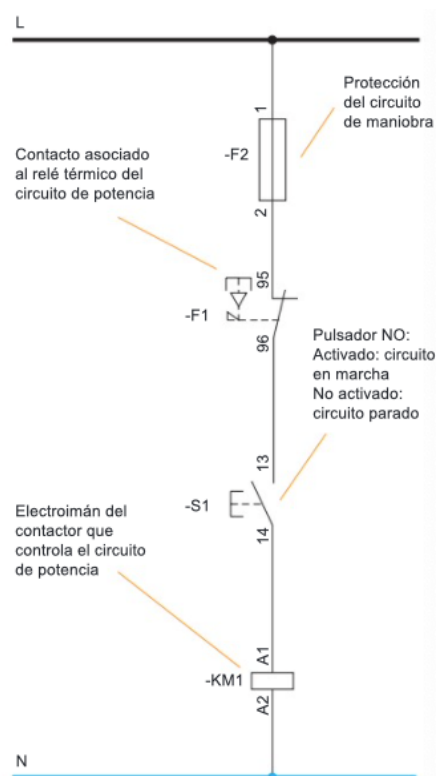 L
Protección
del circuito
de maniobra
1
-F2
2
Contacto asociado
al relé térmico del
circuito de potencia
95
-F1
96
Pulsador NO:
Activado: circuito
en marcha
No activado:
circuito parado
13
-S1
14
Electroimán del
contactor que
controla el circuito
de potencia
A1
-KM1
A2
N